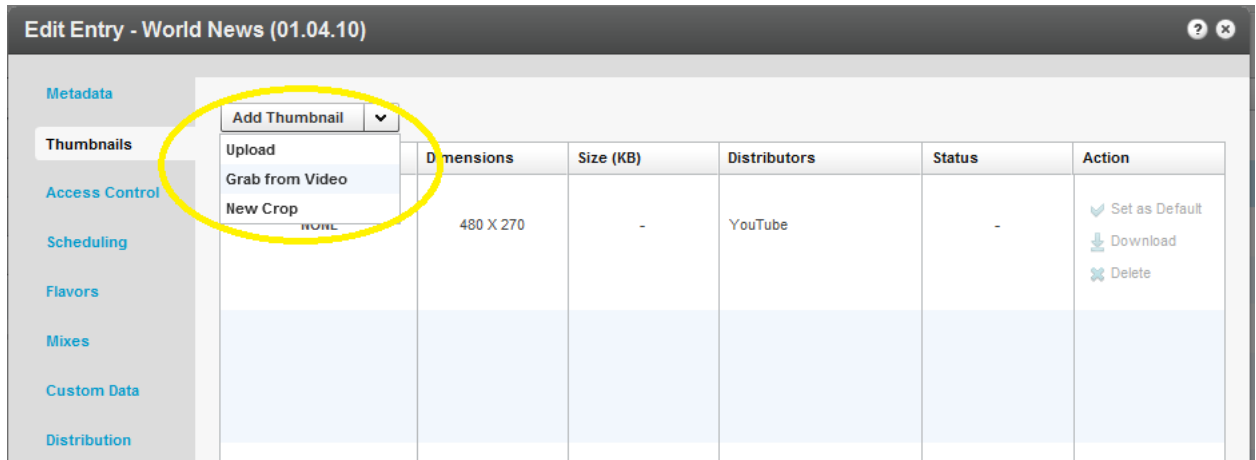 Edit Entry - World News (01.04.10)
Metadata
Thumbnails
Access Control
Scheduling
Flavors
Mixes
Custom Data
Distribution
Add Thumbnail
Upload
Grab from Video
New Crop
Dimensions Size (KB) Distributors Status Action
NONE 480 X 270 - YouTube -
Set as Default
Download
Delete